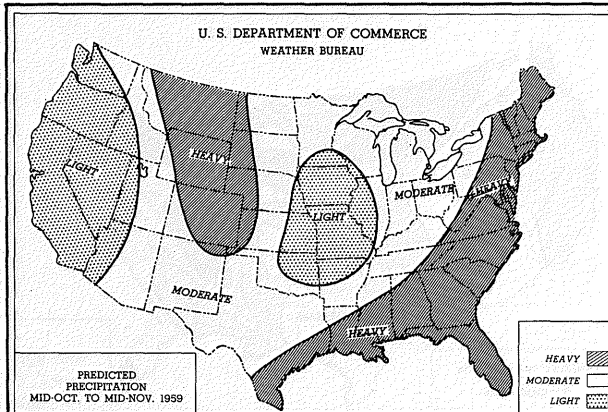 U. S. DEPARTMENT OF COMMERCE
WEATHER BUREAU
LIGHT
HEAVY
LIGHT
MODERATE
HEAVY
MODERATE
HEAVY
PREDICTED
PRECIPITATION
MID-OCT. TO MID-NOV. 1959
HEAVY
MODERATE
LIGHT